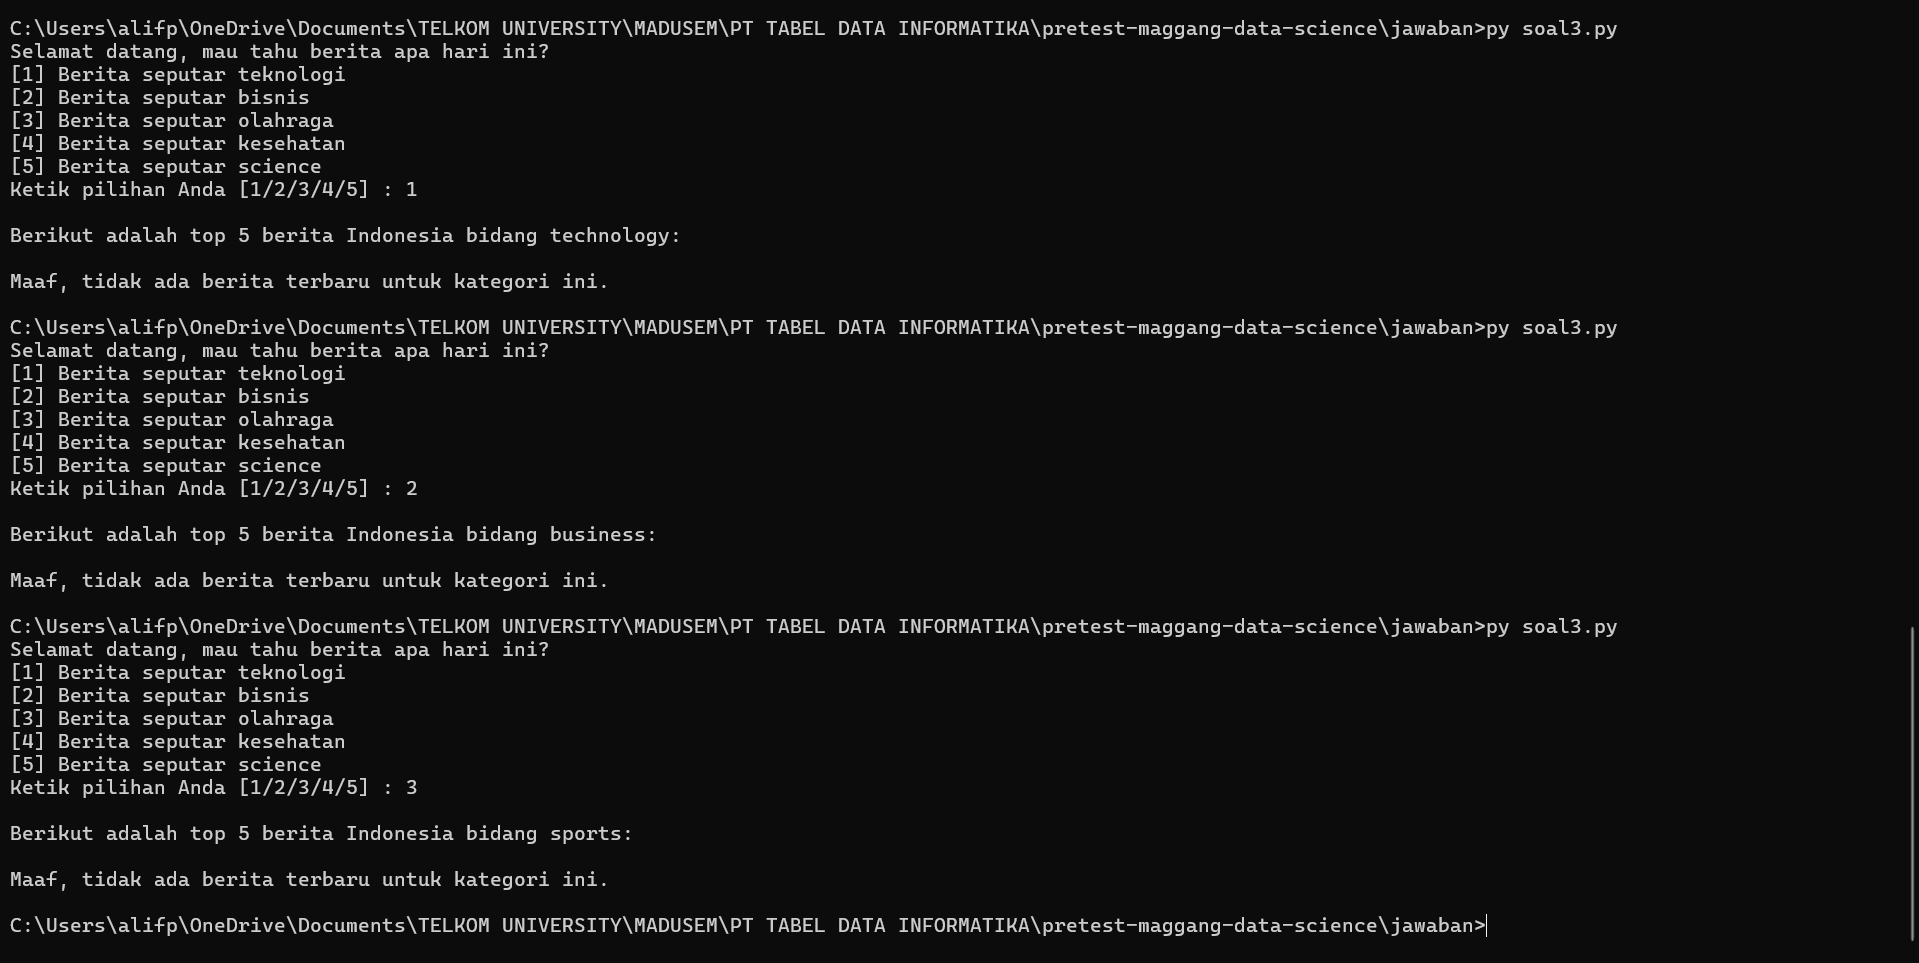 C:\Users\alifp\OneDrive\Documents\TELKOM UNIVERSITY\MADUSEM\PT TABEL DATA INFORMATIKA\pretest-maggang-data-science\jawaban>py soal3.py
Selamat datang, mau tahu berita apa hari ini?
[1] Berita seputar teknologi
[2] Berita seputar bisnis
[3] Berita seputar olahraga
[4] Berita seputar kesehatan
[5] Berita seputar science
Ketik pilihan Anda [1/2/3/4/5] : 1
Berikut adalah top 5 berita Indonesia bidang technology:
Maaf, tidak ada berita terbaru untuk kategori ini.
C:\Users\alifp\OneDrive\Documents\TELKOM UNIVERSITY\MADUSEM\PT TABEL DATA INFORMATIKA\pretest-maggang-data-science\jawaban>py soal3.py
Selamat datang, mau tahu berita apa hari ini?
[1] Berita seputar teknologi
[2] Berita seputar bisnis
[3] Berita seputar olahraga
[4] Berita seputar kesehatan
[5] Berita seputar science
Ketik pilihan Anda [1/2/3/4/5] : 2
Berikut adalah top 5 berita Indonesia bidang business:
Maaf, tidak ada berita terbaru untuk kategori ini.
C:\Users\alifp\OneDrive\Documents\TELKOM UNIVERSITY\MADUSEM\PT TABEL DATA INFORMATIKA\pretest-maggang-data-science\jawaban>py soal3.py
Selamat datang, mau tahu berita apa hari ini?
[1] Berita seputar teknologi
[2] Berita seputar bisnis
[3] Berita seputar olahraga
[4] Berita seputar kesehatan
[5] Berita seputar science
Ketik pilihan Anda [1/2/3/4/5] : 3
Berikut adalah top 5 berita Indonesia bidang sports:
Maaf, tidak ada berita terbaru untuk kategori ini.
C:\Users\alifp\OneDrive\Documents\TELKOM UNIVERSITY\MADUSEM\PT TABEL DATA INFORMATIKA\pretest-maggang-data-science\jawaban>